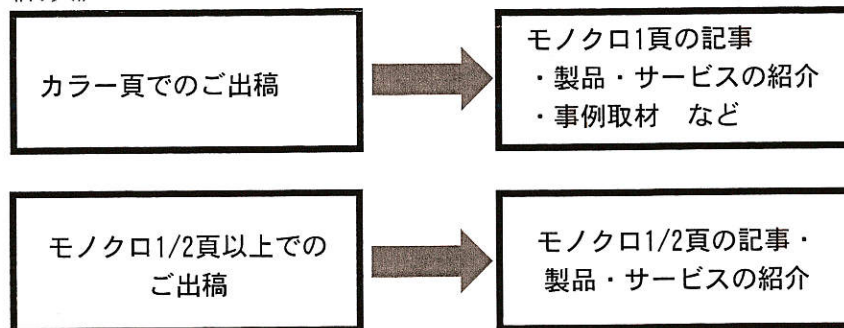 カラー頁でのご出稿
モノクロ1頁の記事
・製品・サービスの紹介
・事例取材　など
モノクロ1/2頁以上での
ご出稿
モノクロ1/2頁の記事・
製品・サービスの紹介